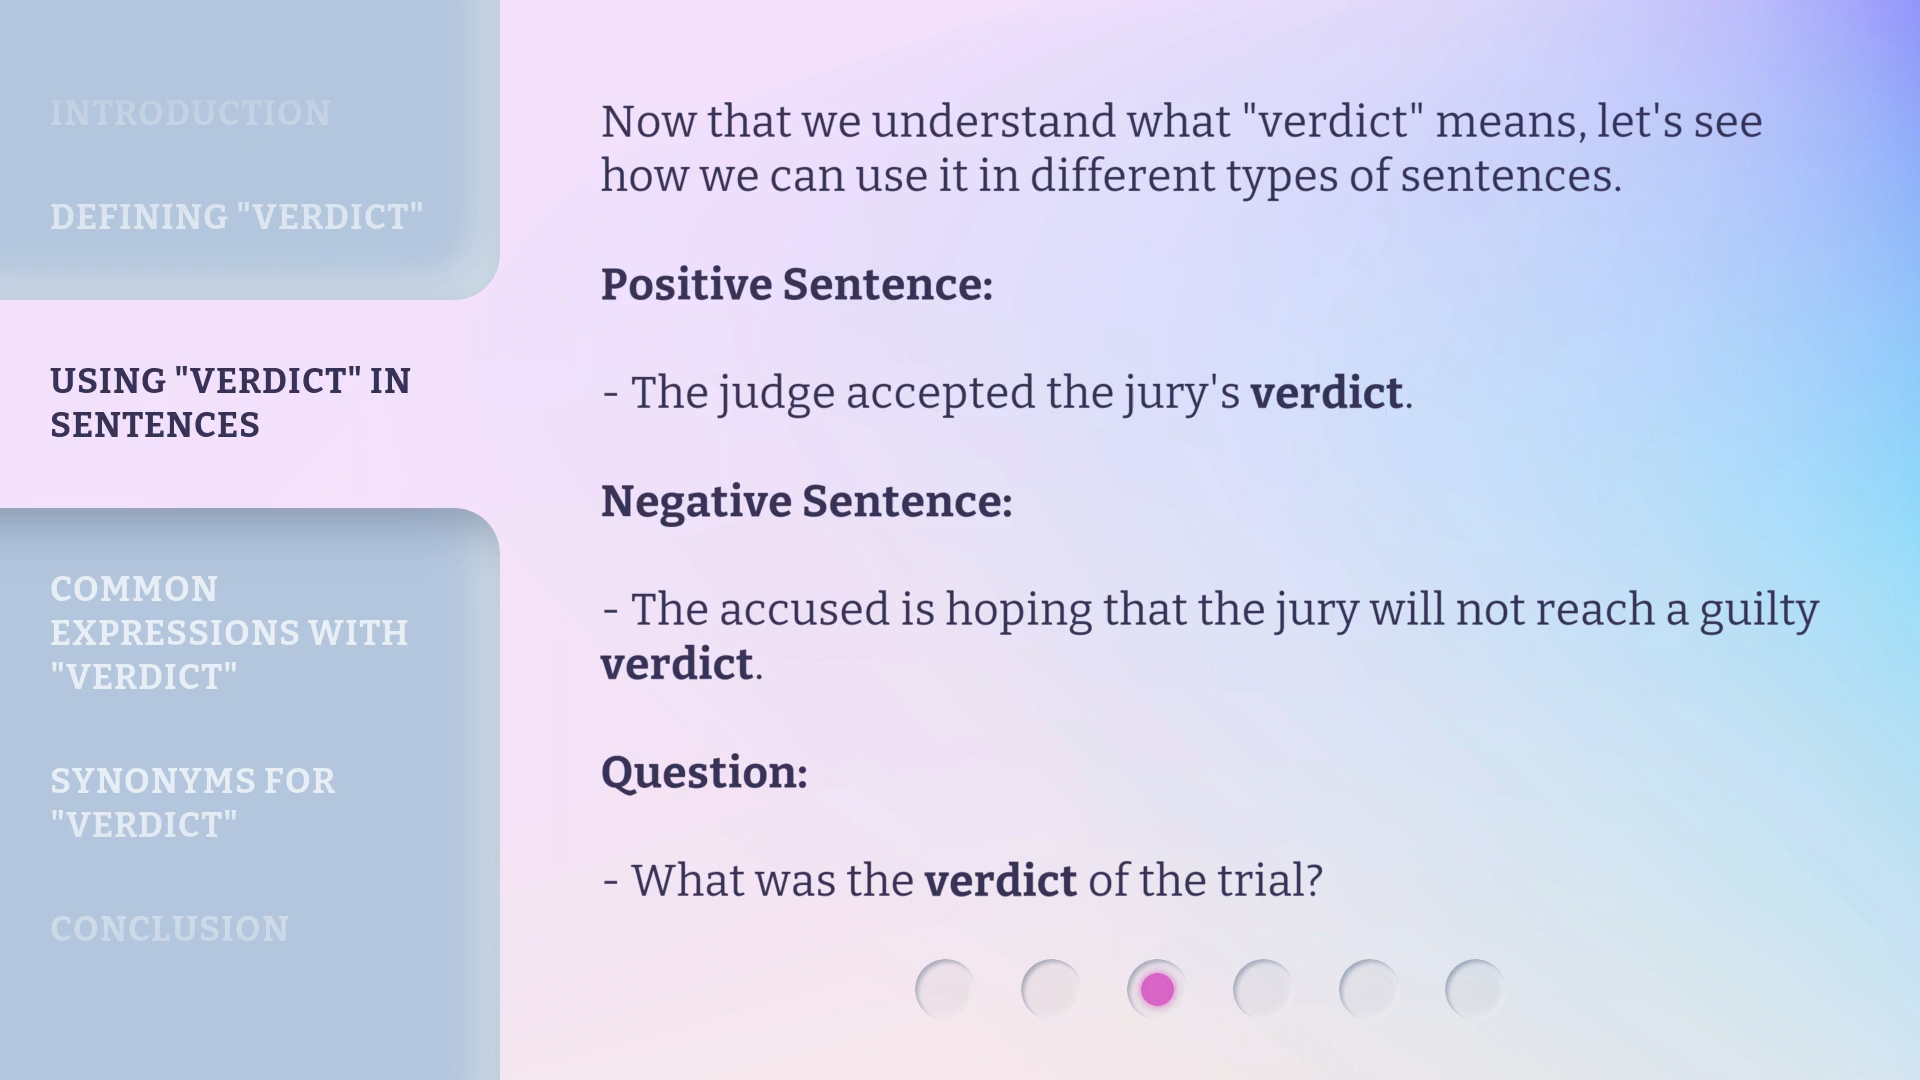 INTRODUCTION
DEFINING "VERDICT"
USING "VERDICT" IN
SENTENCES
COMMON
EXPRESSIONS WITH
"VERDICT"
SYNONYMS FOR
"VERDICT"
CONCLUSION
Now that we understand what "verdict" means, let's see
how we can use it in different types of sentences.
Positive Sentence:
- The judge accepted the jury's verdict.
Negative Sentence:
- The accused is hoping that the jury will not reach a guilty
verdict.
Question:
- What was the verdict of the trial?